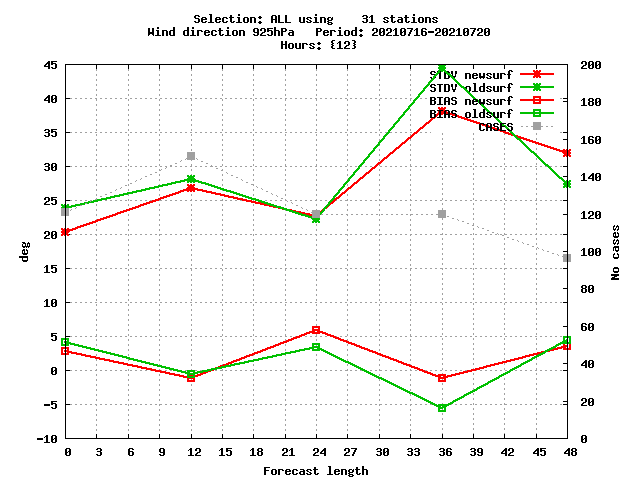 Selection: ALL using    31 stations
Wind direction 925hPa   Period: 20210716-20210720
Hours: {12}
45
40
35
30
25
20
15
10
5
0
-5
-10
deg
200
180
160
140
120
100
80
60
40
20
0
No cases
STDV newsurf
STDV oldsurf
BIAS newsurf
BIAS oldsurf
CASES
0 3 6 9 12 15 18 21 24 27 30 33 36 39 42 45 48
Forecast length